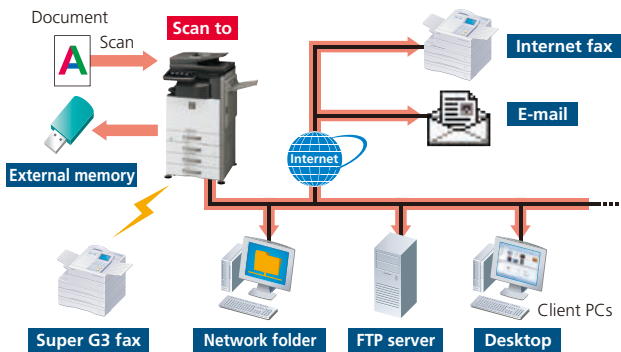 Document
Scan
A
Scan to
Internet fax
E-mail
Internet
External memory
Client PCs
Super G3 fax
Network folder
FTP server
Desktop